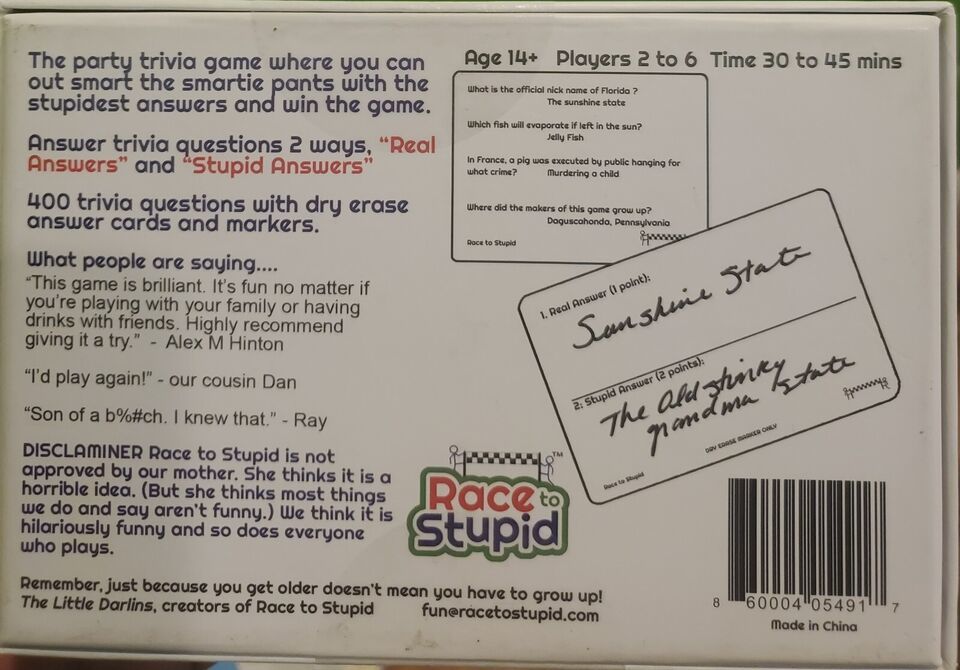 The party trivia game where you can
out smart the smartie pants with the
stupidest answers and win the game.
Answer trivia questions 2 ways, “Real
Answers” and “Stupid Answers”
400 trivia questions with dry erase
answer cards and markers.
What people are saying....
“This game is brilliant. It’s fun no matter if
you’re playing with your family or having
drinks with friends. Highly recommend
giving it a try.” - Alex M Hinton
“I’d play again!” - our cousin Dan
“Son of a b%#ch. I knew that.” - Ray
DISCLAMINER Race to Stupid is not
approved by our mother. She thinks it is a
horrible idea. (But she thinks most things
we do and say aren’t funny.) We think it is
hilariously funny and so does everyone
who plays.
Remember, just because you get older doesn’t mean you have to grow up!
The Little Darlins, creators of Race to Stupid fun@racetostupid.com
Age 14+ Players 2 to 6 Time 30 to 45 mins
What is the official nick name of Florida ?
The sunshine state
Which fish will evaporate if left in the sun?
Jelly Fish
In France, a pig was executed by public hanging for
what crime? Murdering a child
Where did the makers of this game grow up?
Daguscahonda, Pennsylvania
Race to Stupid
1. Real Answer (1 point):
Sunshine State
2: Stupid Answer (2 points):
The Old stinky
grandma State
DRY ERASE MARKER ONLY
Race to Stupid
Race to
Stupid
TM
8 60004 05491 7
Made in China